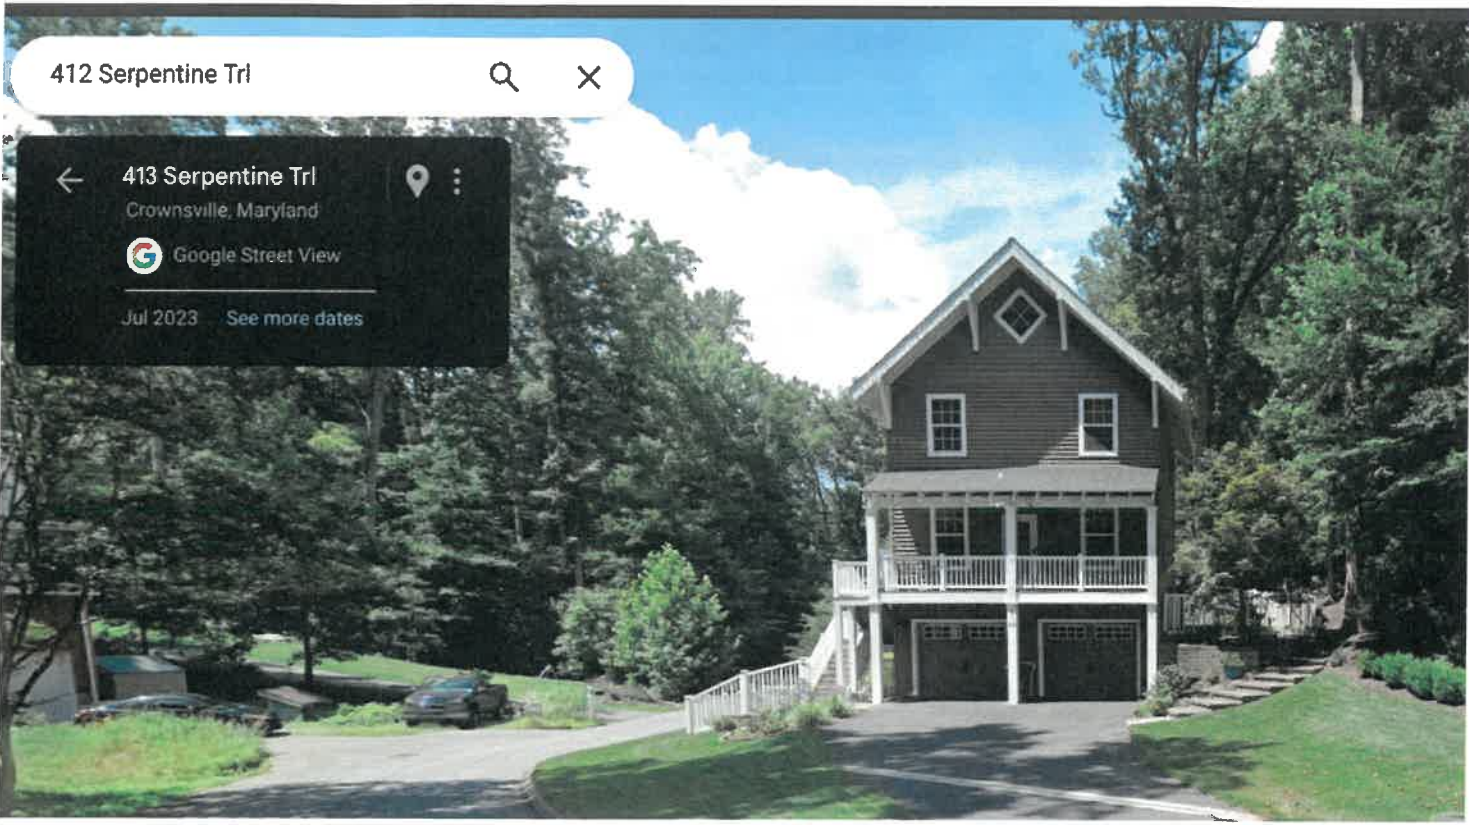 412 Serpentine Trl
413 Serpentine Trl
Crownsville, Maryland
Google Street View
Jul 2023 See more dates